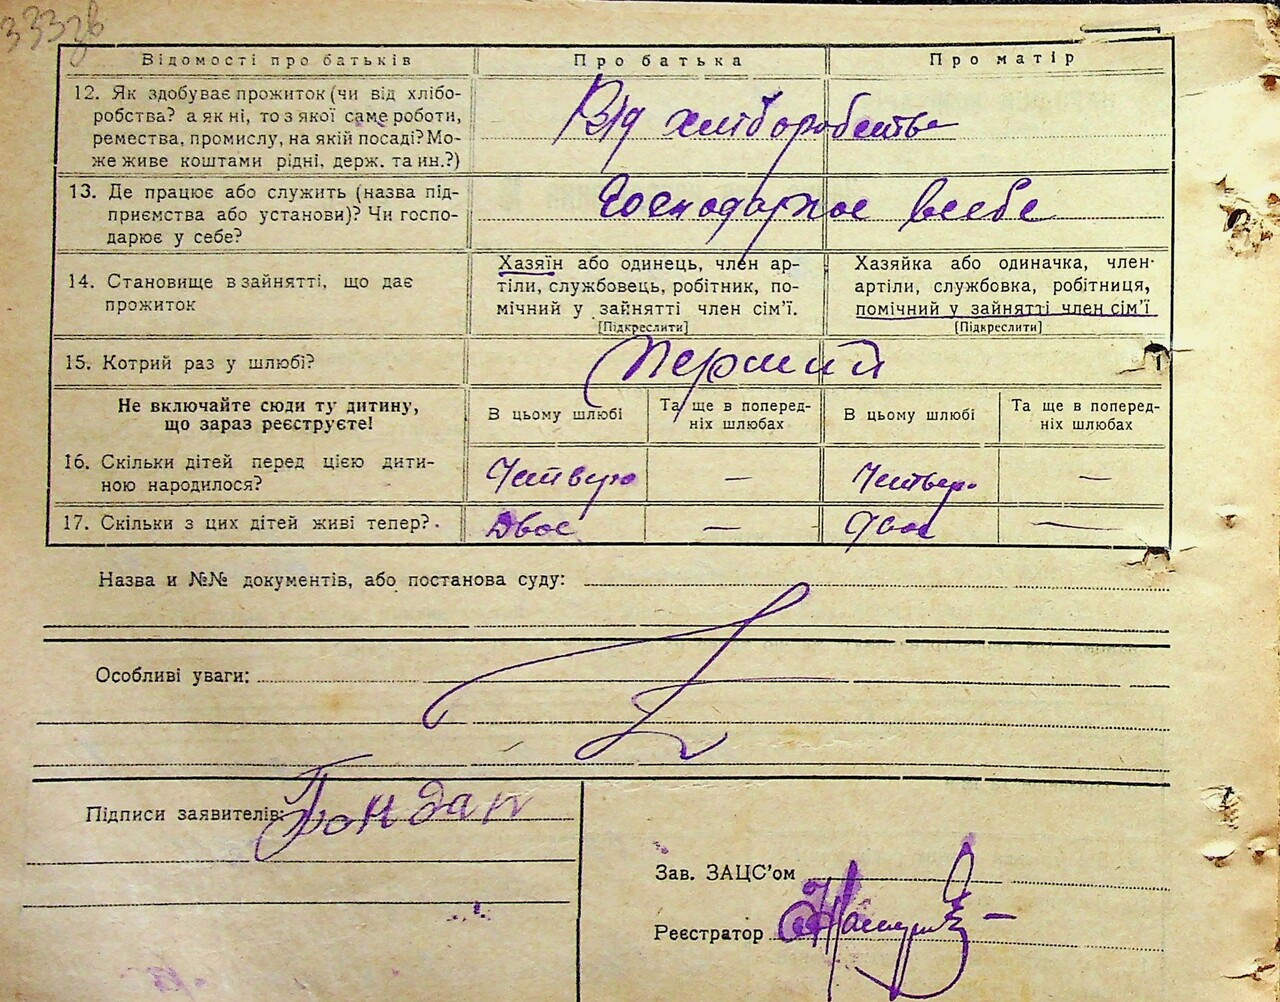 333зв
Відомості про батьків
Про батька
Про матір
12. Як здобуває прожиток (чи від хлібо-
робства? а як ні, то з якої саме роботи,
ремества, промислу, на якій посаді? Мо-
же живе коштами рідні, держ. та ин.?)
Від хліборобства
13. Де працює або служить (назва під-
приємства або установи)? Чи госпо-
дарює у себе?
Господарює всебе
14. Становище в зайнятті, що дає
прожиток
Хазяїн або одинець, член ар-
тіли, службовець, робітник, по-
мічний у зайнятті член сім'ї.
[Підкреслити]
Хазяйка або одиначка, член-
артіли, службовка, робітниця,
помічний у зайнятті член сім'ї
[Підкреслити]
15. Котрий раз у шлюбі?
Перший
Не включайте сюди ту дитину,
що зараз реєструєте!
В цьому шлюбі
Та ще в поперед-
ніх шлюбах
В цьому шлюбі
Та ще в поперед-
ніх шлюбах
16. Скільки дітей перед цією дити-
ною народилося?
Четверо
—
Четверо
—
17. Скільки з цих дітей живі тепер?
Двоє
—
Двоє
—
Назва и №№ документів, або постанова суду:
Особливі уваги:
Підписи заявителів:
Зав. ЗАЦС'ом
Реєстратор